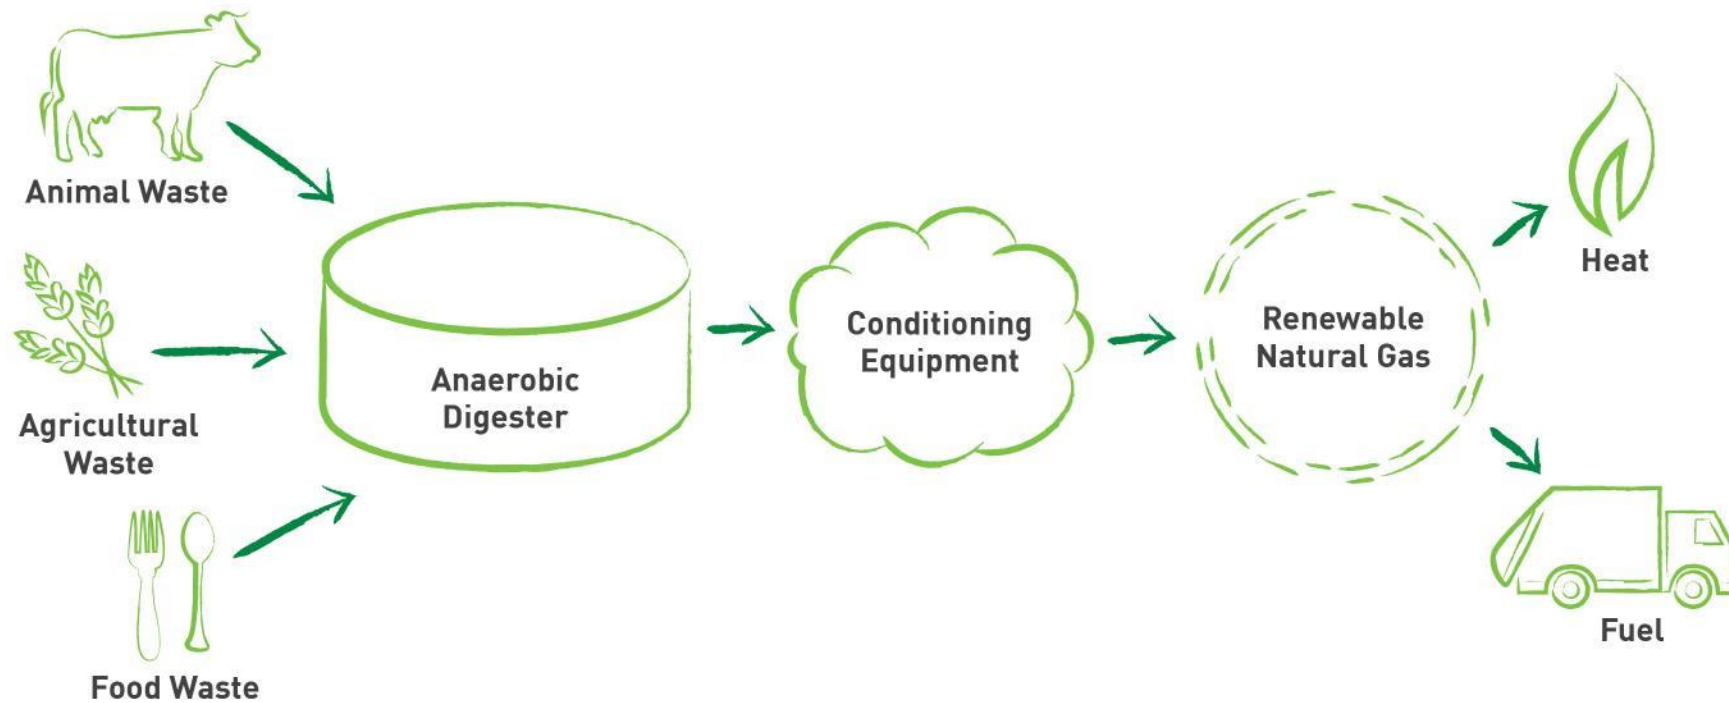 Animal Waste
Agricultural
Waste
Food Waste
Anaerobic
Digester
Conditioning
Equipment
Renewable
Natural Gas
Heat
Fuel